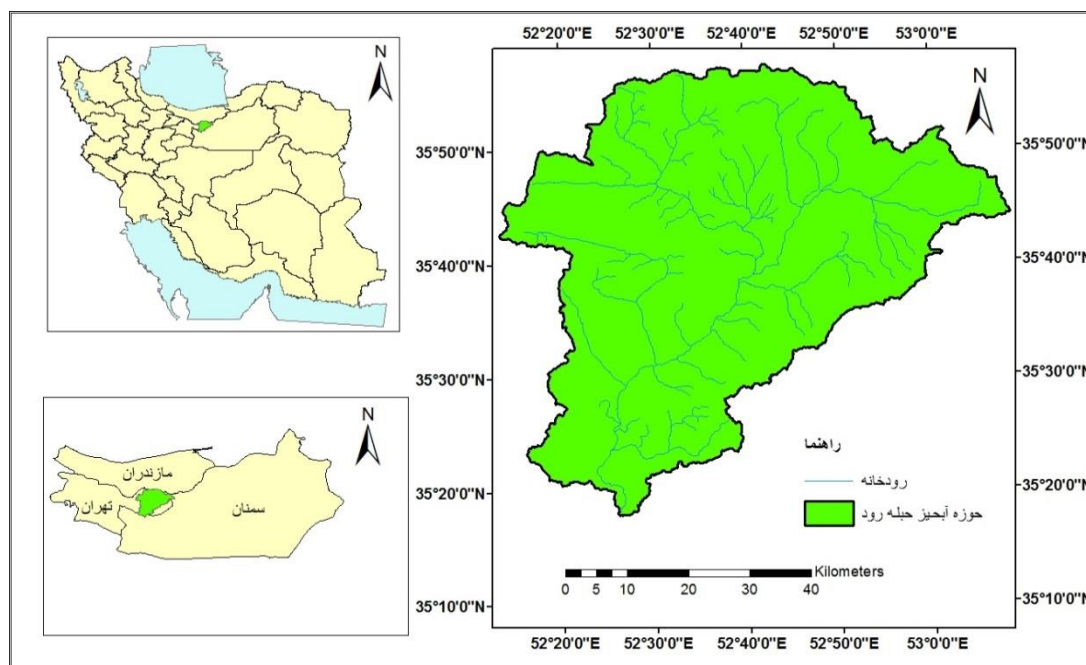 N
N
مازندران
تهران
سمنان
52°20'0"E 52°30'0"E 52°40'0"E 52°50'0"E 53°0'0"E
N
35°50'0"N 35°50'0"N
35°40'0"N 35°40'0"N
35°30'0"N 35°30'0"N
35°20'0"N 35°20'0"N
35°10'0"N 35°10'0"N
راهنما
رودخانه
حوزه آبخیز حبله رود
Kilometers
0 5 10 20 30 40
52°20'0"E 52°30'0"E 52°40'0"E 52°50'0"E 53°0'0"E